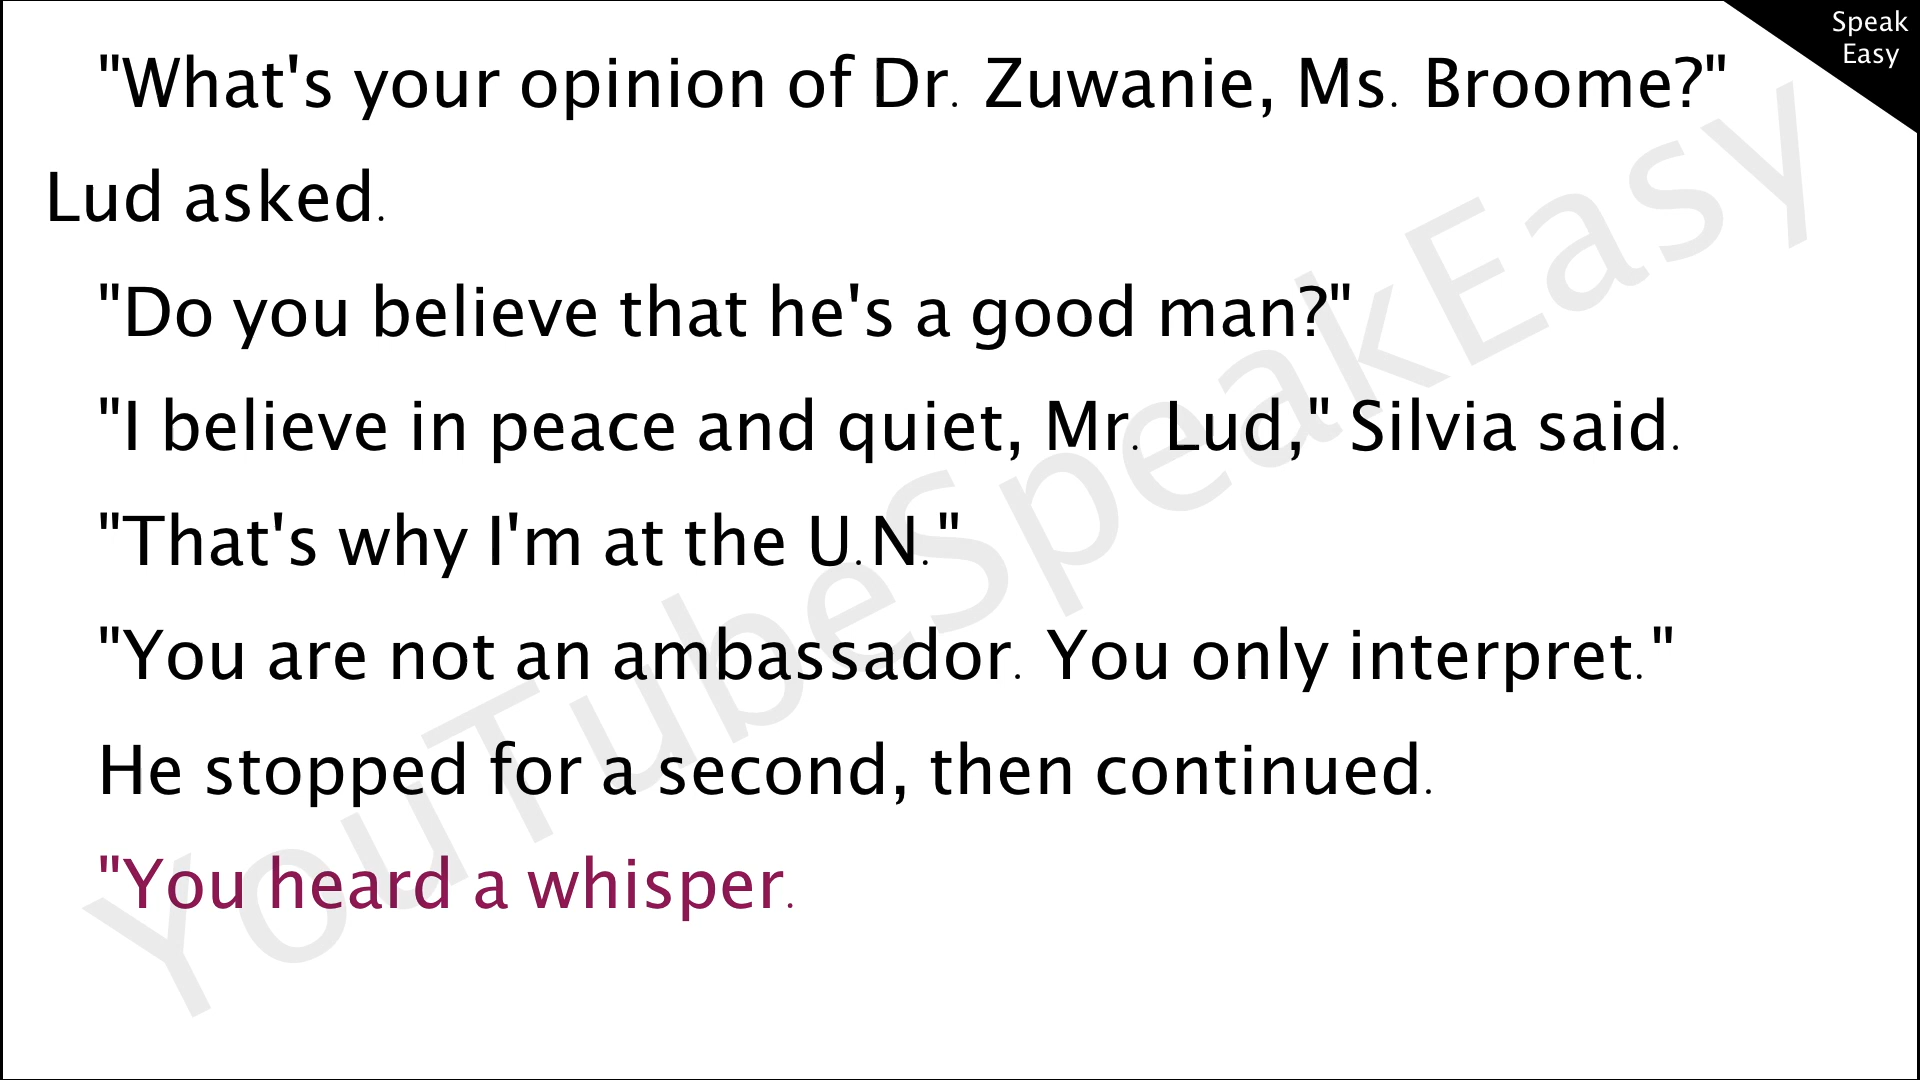 Speak
Easy
"What's your opinion of Dr. Zuwanie, Ms. Broome?"
Lud asked.
"Do you believe that he's a good man?"
"I believe in peace and quiet, Mr. Lud," Silvia said.
"That's why I'm at the U.N."
"You are not an ambassador. You only interpret."
He stopped for a second, then continued.
"You heard a whisper.
YouTubeSpeakEasy